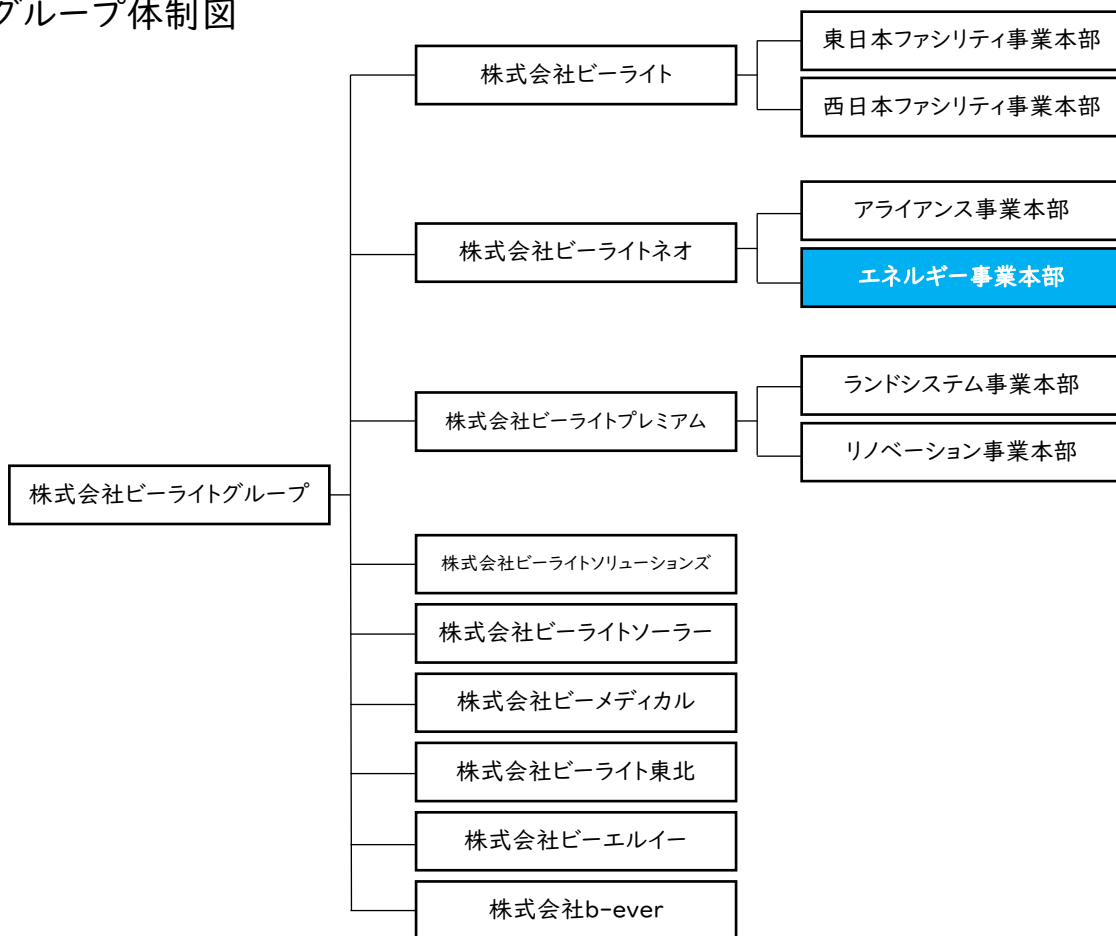 グループ体制図
株式会社ビーライトグループ
株式会社ビーライト
東日本ファシリティ事業本部
西日本ファシリティ事業本部
株式会社ビーライトネオ
アライアンス事業本部
エネルギー事業本部
株式会社ビーライトプレミアム
ランドシステム事業本部
リノベーション事業本部
株式会社ビーライトソリューションズ
株式会社ビーライトソーラー
株式会社ビーメディカル
株式会社ビーライト東北
株式会社ビーエルイー
株式会社b-ever